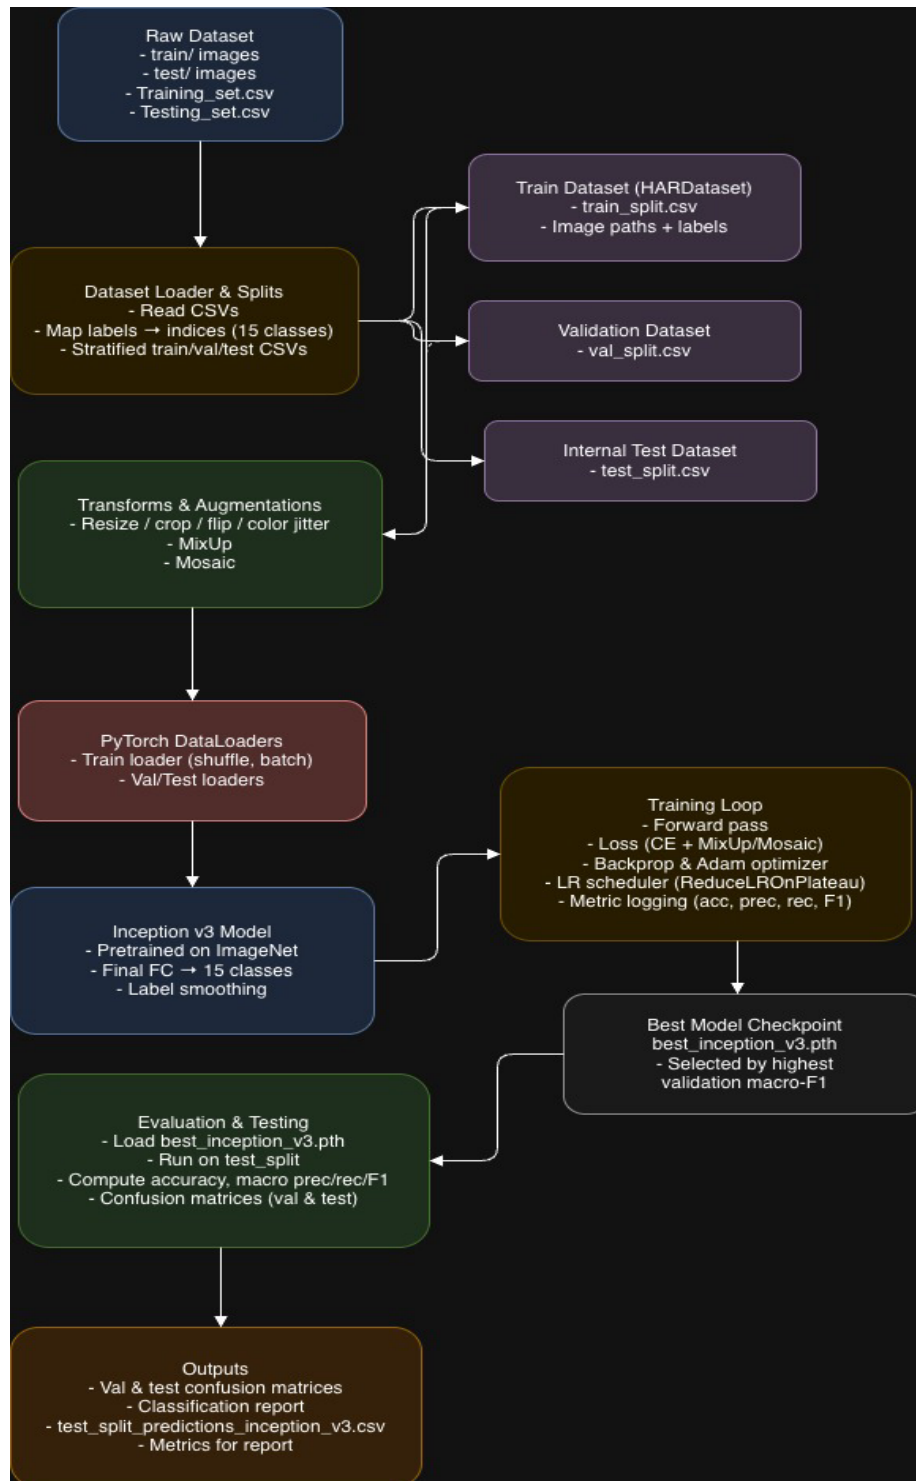 Raw Dataset
- train/ images
- test/ images
- Training_set.csv
- Testing_set.csv
Train Dataset (HARDataset)
- train_split.csv
- Image paths + labels
Dataset Loader & Splits
- Read CSVs
- Map labels → indices (15 classes)
- Stratified train/val/test CSVs
Validation Dataset
- val_split.csv
Internal Test Dataset
- test_split.csv
Transforms & Augmentations
- Resize / crop / flip / color jitter
- MixUp
- Mosaic
PyTorch DataLoaders
- Train loader (shuffle, batch)
- Val/Test loaders
Training Loop
- Forward pass
- Loss (CE + MixUp/Mosaic)
- Backprop & Adam optimizer
- LR scheduler (ReduceLROnPlateau)
- Metric logging (acc, prec, rec, F1)
Inception v3 Model
- Pretrained on ImageNet
- Final FC → 15 classes
- Label smoothing
Best Model Checkpoint
best_inception_v3.pth
- Selected by highest
validation macro-F1
Evaluation & Testing
- Load best_inception_v3.pth
- Run on test_split
- Compute accuracy, macro prec/rec/F1
- Confusion matrices (val & test)
Outputs
- Val & test confusion matrices
- Classification report
- test_split_predictions_inception_v3.csv
- Metrics for report